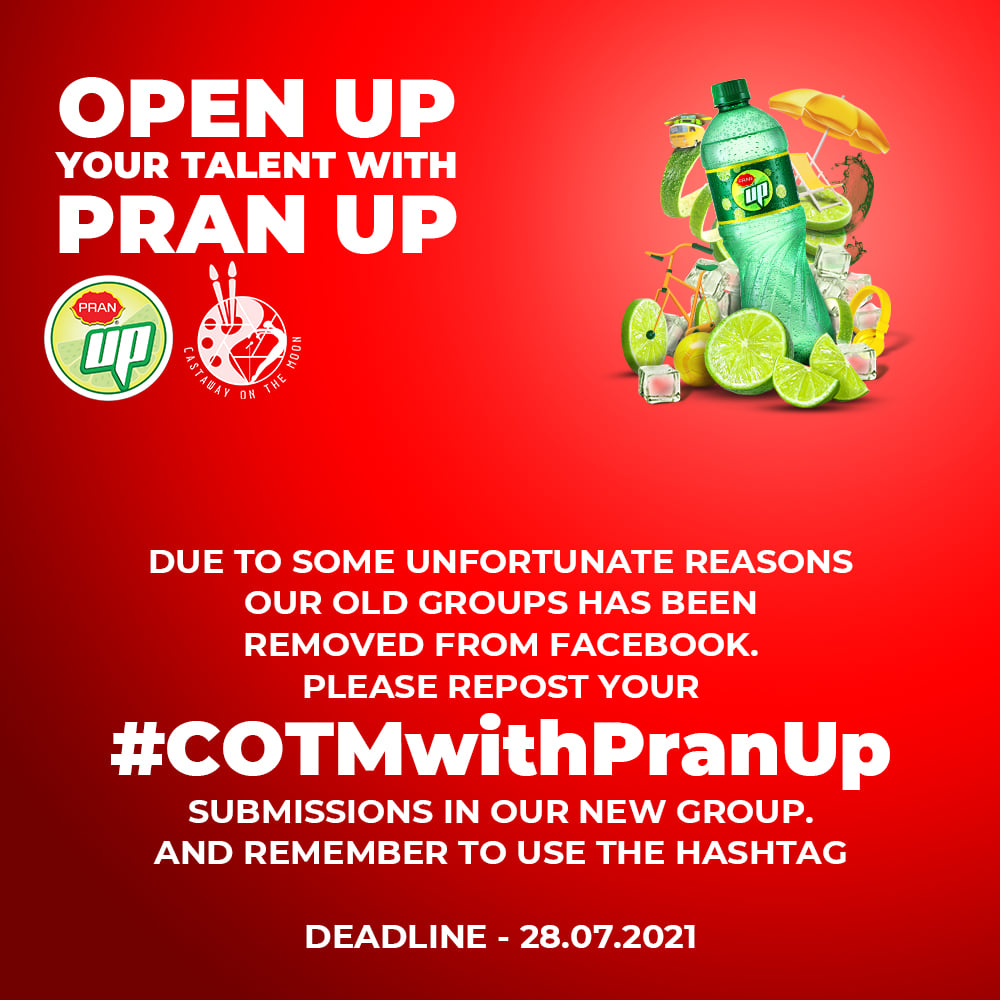 OPEN UP
YOUR TALENT WITH
PRAN UP
PRAN
up
CASTAWAY ON THE MOON
PRAN
up
DUE TO SOME UNFORTUNATE REASONS
OUR OLD GROUPS HAS BEEN
REMOVED FROM FACEBOOK.
PLEASE REPOST YOUR
#COTMwithPranUp
SUBMISSIONS IN OUR NEW GROUP.
AND REMEMBER TO USE THE HASHTAG
DEADLINE - 28.07.2021